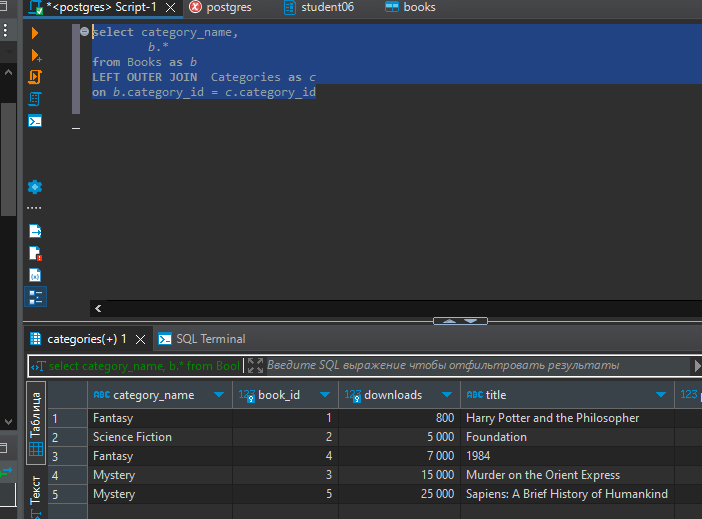 *<postgres> Script-1
postgres
student06
books
select category_name,
b.*
from Books as b
LEFT OUTER JOIN  Categories as c
on b.category_id = c.category_id
categories(+) 1
SQL Terminal
select category_name, b.* from Bool
Введите SQL выражение чтобы отфильтровать результаты
Таблица
Текст
ABC category_name
123 book_id
123 downloads
ABC title
123
1 Fantasy 1 800 Harry Potter and the Philosopher
2 Science Fiction 2 5 000 Foundation
3 Fantasy 4 7 000 1984
4 Mystery 3 15 000 Murder on the Orient Express
5 Mystery 5 25 000 Sapiens: A Brief History of Humankind